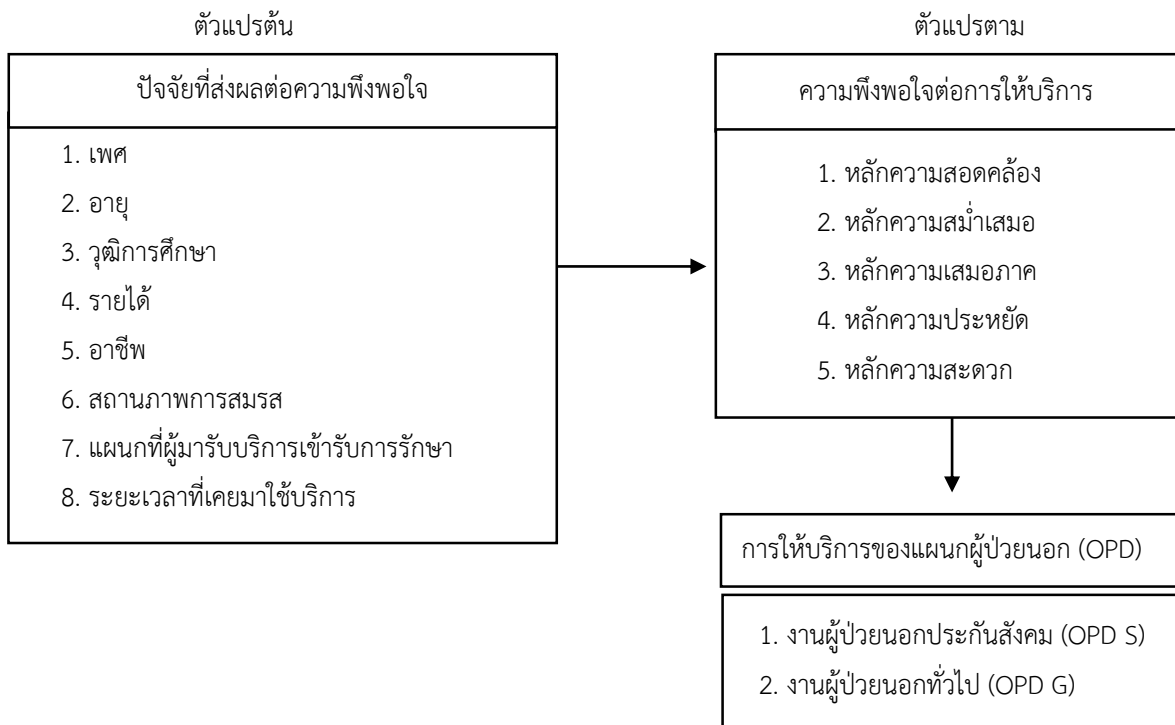 ตัวแปรต้น
ปัจจัยที่ส่งผลต่อความพึงพอใจ
1. เพศ
2. อายุ
3. วุฒิการศึกษา
4. รายได้
5. อาชีพ
6. สถานภาพการสมรส
7. แผนกที่ผู้มารับบริการเข้ารับการรักษา
8. ระยะเวลาที่เคยมาใช้บริการ
ตัวแปรตาม
ความพึงพอใจต่อการให้บริการ
1. หลักความสอดคล้อง
2. หลักความสม่ำเสมอ
3. หลักความเสมอภาค
4. หลักความประหยัด
5. หลักความสะดวก
การให้บริการของแผนกผู้ป่วยนอก (OPD)
1. งานผู้ป่วยนอกประกันสังคม (OPD S)
2. งานผู้ป่วยนอกทั่วไป (OPD G)